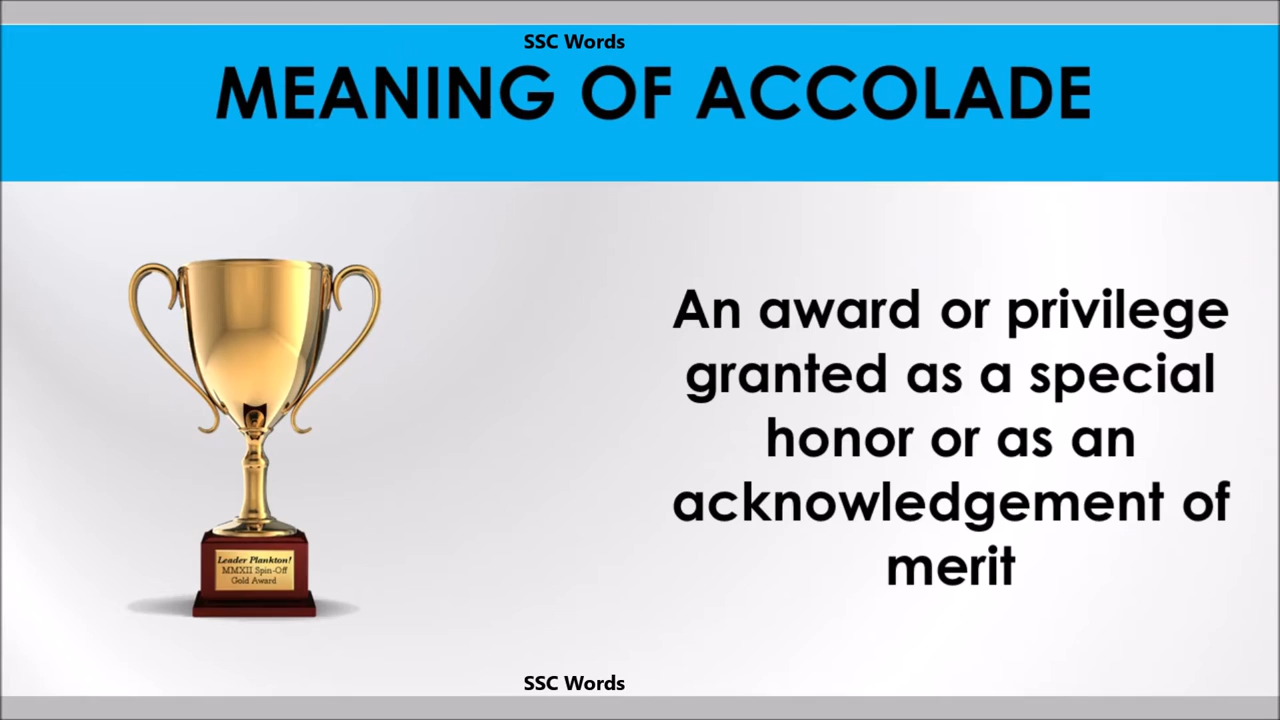 SSC Words
MEANING OF ACCOLADE
An award or privilege
granted as a special
honor or as an
acknowledgement of
merit
Leader Plankton!
MMXII Spin-Off
Gold Award
SSC Words